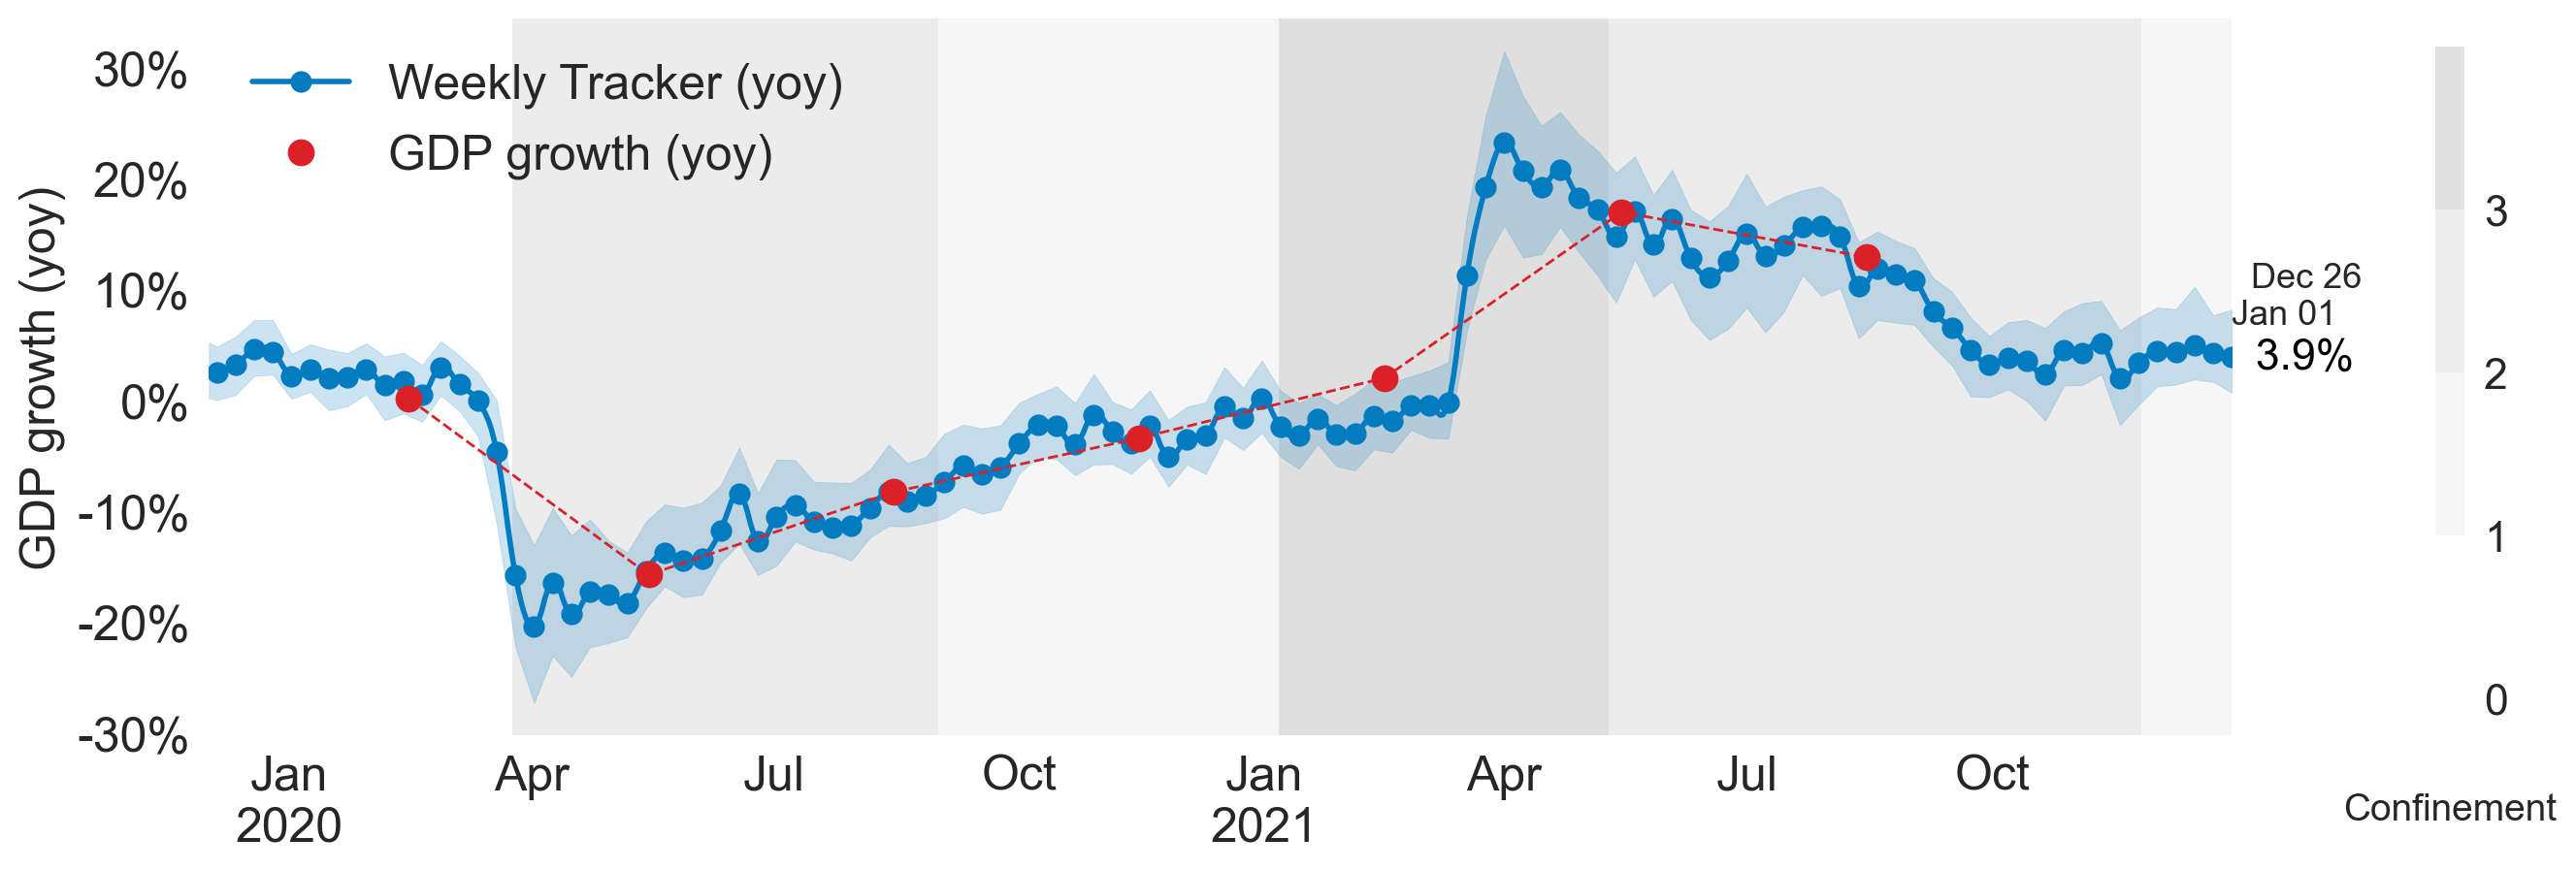 GDP growth (yoy)
30%
20%
10%
0%
-10%
-20%
-30%
Weekly Tracker (yoy)
GDP growth (yoy)
Jan
2020
Apr
Jul
Oct
Jan
2021
Apr
Jul
Oct
Dec 26
Jan 01
3.9%
3
2
1
0
Confinement